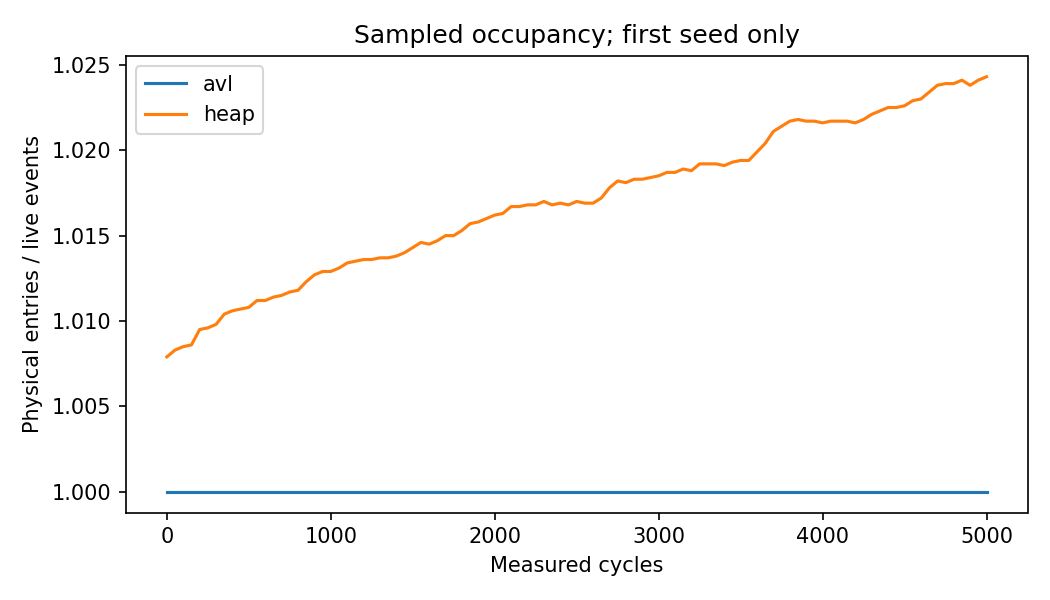 Sampled occupancy; first seed only
avl
heap
Physical entries / live events
1.025
1.020
1.015
1.010
1.005
1.000
0
1000
2000
3000
4000
5000
Measured cycles